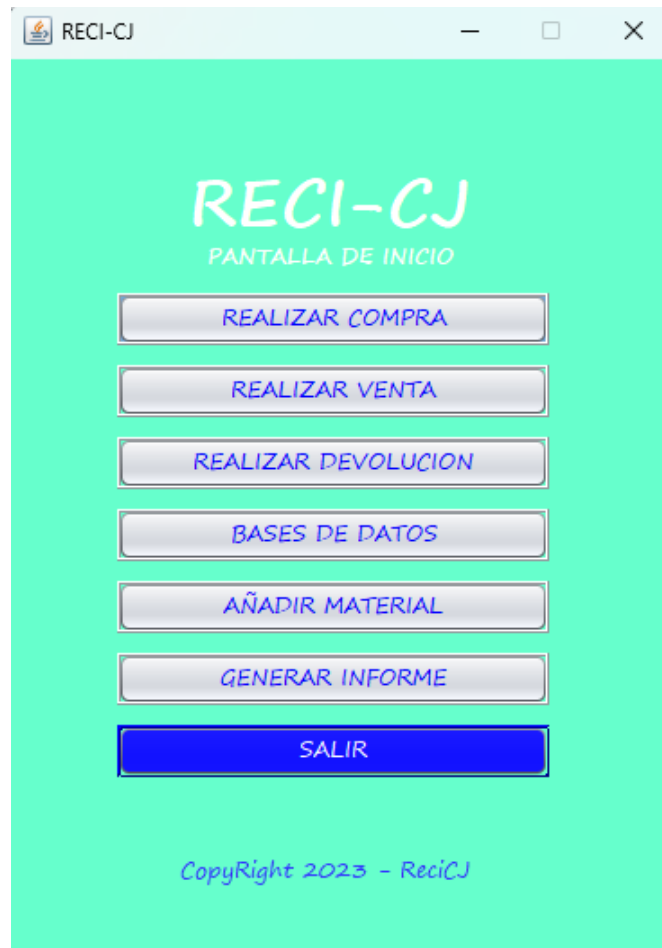 RECI-CJ
RECI-CJ
PANTALLA DE INICIO
REALIZAR COMPRA
REALIZAR VENTA
REALIZAR DEVOLUCION
BASES DE DATOS
AÑADIR MATERIAL
GENERAR INFORME
SALIR
CopyRight 2023 - ReciCJ